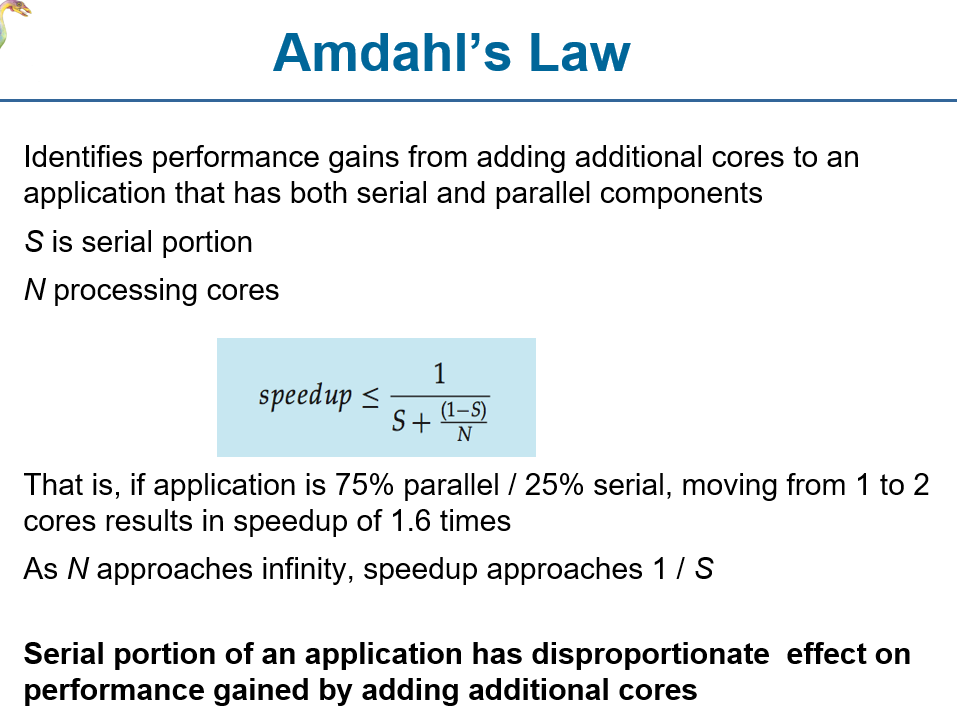 Amdahl’s Law
Identifies performance gains from adding additional cores to an
application that has both serial and parallel components
S is serial portion
N processing cores
speedup ≤ 1 / (S + (1−S)/N)
That is, if application is 75% parallel / 25% serial, moving from 1 to 2
cores results in speedup of 1.6 times
As N approaches infinity, speedup approaches 1 / S
Serial portion of an application has disproportionate  effect on
performance gained by adding additional cores